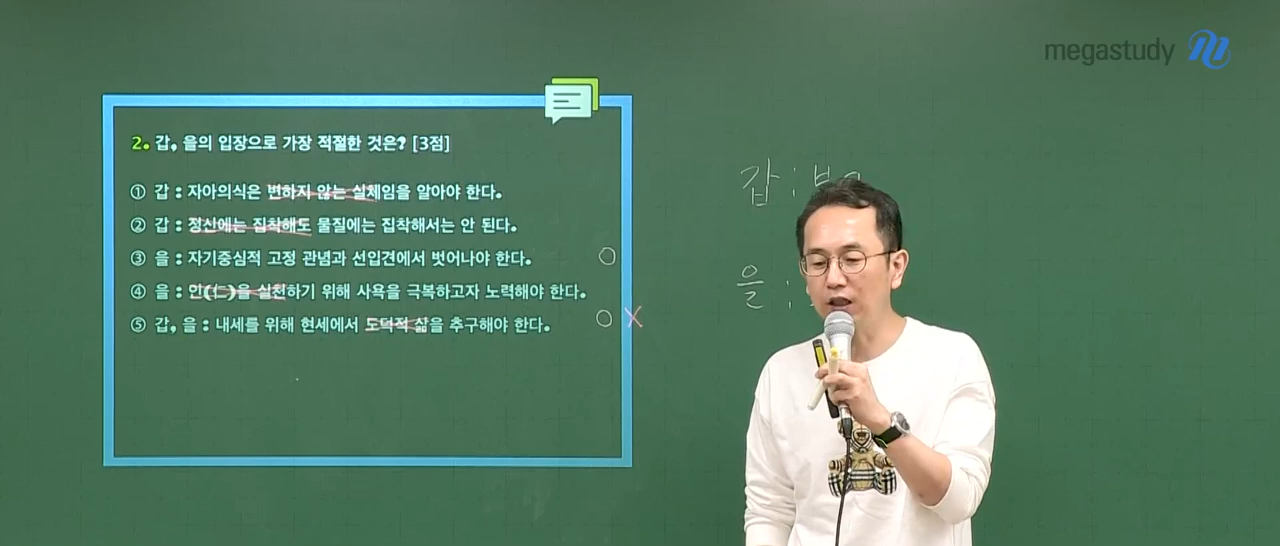 megastudy
2. 갑, 을의 입장으로 가장 적절한 것은? [3점]
① 갑 : 자아의식은 변하지 않는 실체임을 알아야 한다.
② 갑 : 정신에는 집착해도 물질에는 집착해서는 안 된다.
③ 을 : 자기중심적 고정 관념과 선입견에서 벗어나야 한다. ○
④ 을 : 인(仁)을 실천하기 위해 사욕을 극복하고자 노력해야 한다.
⑤ 갑, 을 : 내세를 위해 현세에서 도덕적 삶을 추구해야 한다. ○ X
갑 :
을 :